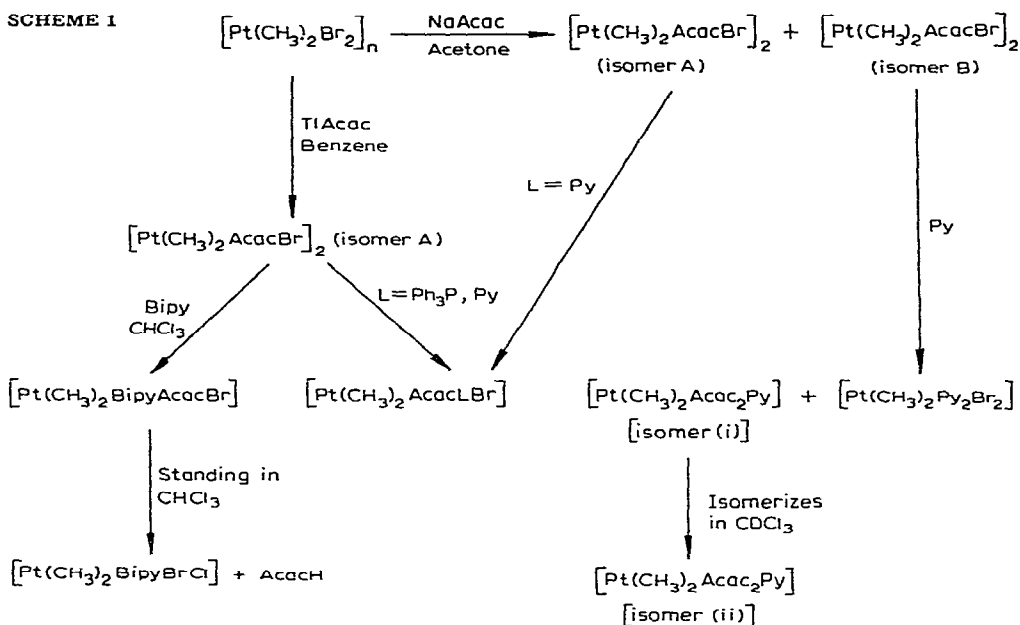 SCHEME 1
[Pt(CH₃)₂Br₂]ₙ
NaAcac
Acetone
[Pt(CH₃)₂AcacBr]₂ + [Pt(CH₃)₂AcacBr]₂
(isomer A)
(isomer B)
TlAcac
Benzene
L = Py
Py
[Pt(CH₃)₂AcacBr]₂ (isomer A)
Bipy
CHCl₃
L=Ph₃P, Py
[Pt(CH₃)₂BipyAcacBr]
[Pt(CH₃)₂AcacLBr]
[Pt(CH₃)₂Acac₂Py] + [Pt(CH₃)₂Py₂Br₂]
[isomer (i)]
Standing in
CHCl₃
Isomerizes
in CDCl₃
[Pt(CH₃)₂BipyBrCl] + AcacH
[Pt(CH₃)₂Acac₂Py]
[isomer (ii)]